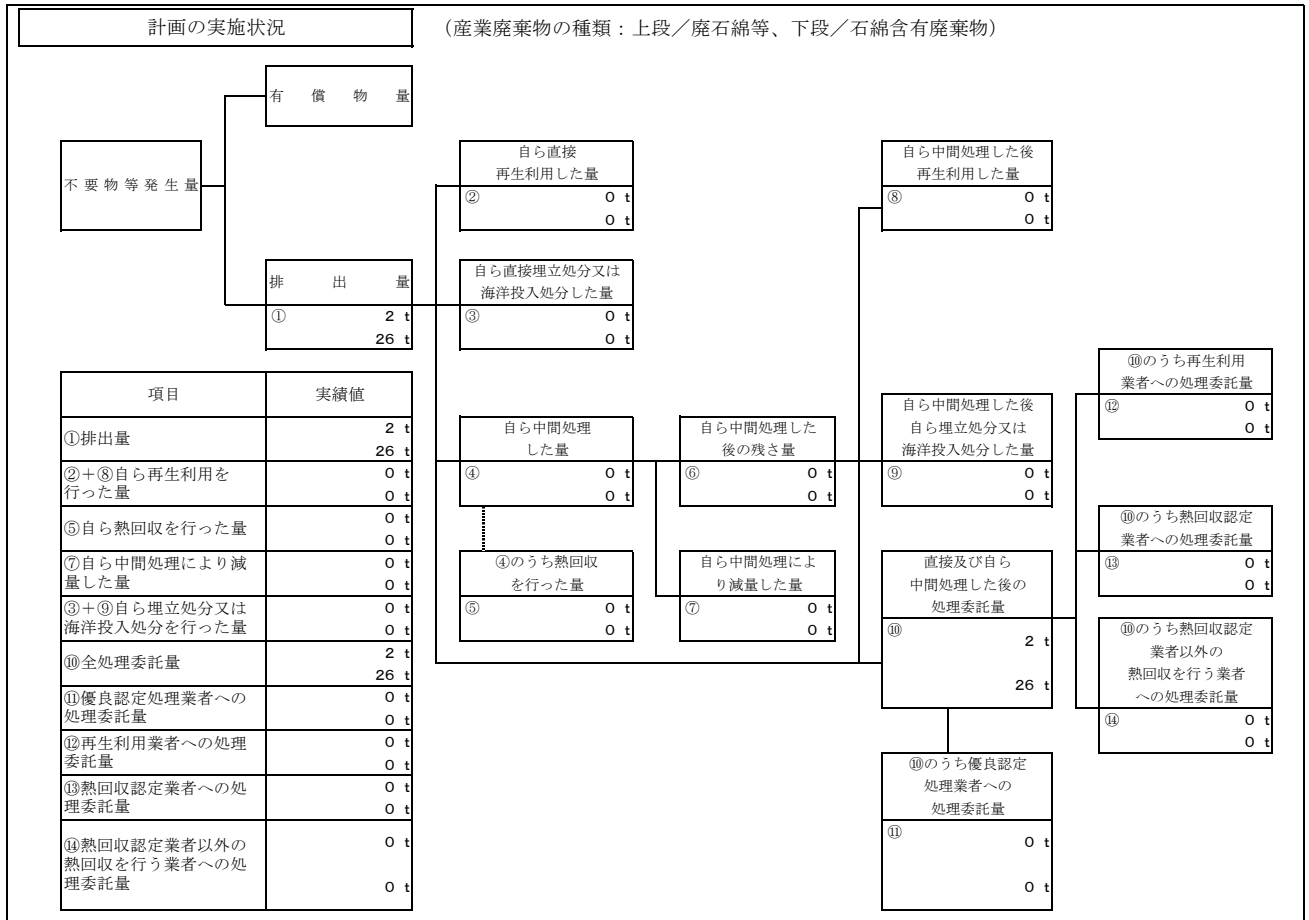 計画の実施状況
(産業廃棄物の種類：上段／廃石綿等、下段／石綿含有廃棄物)
有償物量
不要物等発生量
自ら直接
再生利用した量
② 0 t
0 t
自ら中間処理した後
再生利用した量
⑧ 0 t
0 t
排出量
① 2 t
26 t
自ら直接埋立処分又は
海洋投入処分した量
③ 0 t
0 t
項目 実績値
①排出量
2 t
26 t
②＋⑧自ら再生利用を
行った量
0 t
0 t
⑤自ら熱回収を行った量
0 t
0 t
⑦自ら中間処理により減
量した量
0 t
0 t
③＋⑨自ら埋立処分又は
海洋投入処分を行った量
0 t
0 t
⑩全処理委託量
2 t
26 t
⑪優良認定処理業者への
処理委託量
0 t
0 t
⑫再生利用業者への処理
委託量
0 t
0 t
⑬熱回収認定業者への処
理委託量
0 t
0 t
⑭熱回収認定業者以外の
熱回収を行う業者への処
理委託量
0 t
0 t
自ら中間処理
した量
④ 0 t
0 t
④のうち熱回収
を行った量
⑤ 0 t
0 t
自ら中間処理した
後の残さ量
⑥ 0 t
0 t
自ら中間処理によ
り減量した量
⑦ 0 t
0 t
自ら中間処理した後
自ら埋立処分又は
海洋投入処分した量
⑨ 0 t
0 t
直接及び自ら
中間処理した後の
処理委託量
⑩
2 t
26 t
⑩のうち優良認定
処理業者への
処理委託量
⑪
0 t
0 t
⑩のうち再生利用
業者への処理委託量
⑫ 0 t
0 t
⑩のうち熱回収認定
業者への処理委託量
⑬ 0 t
0 t
⑩のうち熱回収認定
業者以外の
熱回収を行う業者
への処理委託量
⑭ 0 t
0 t